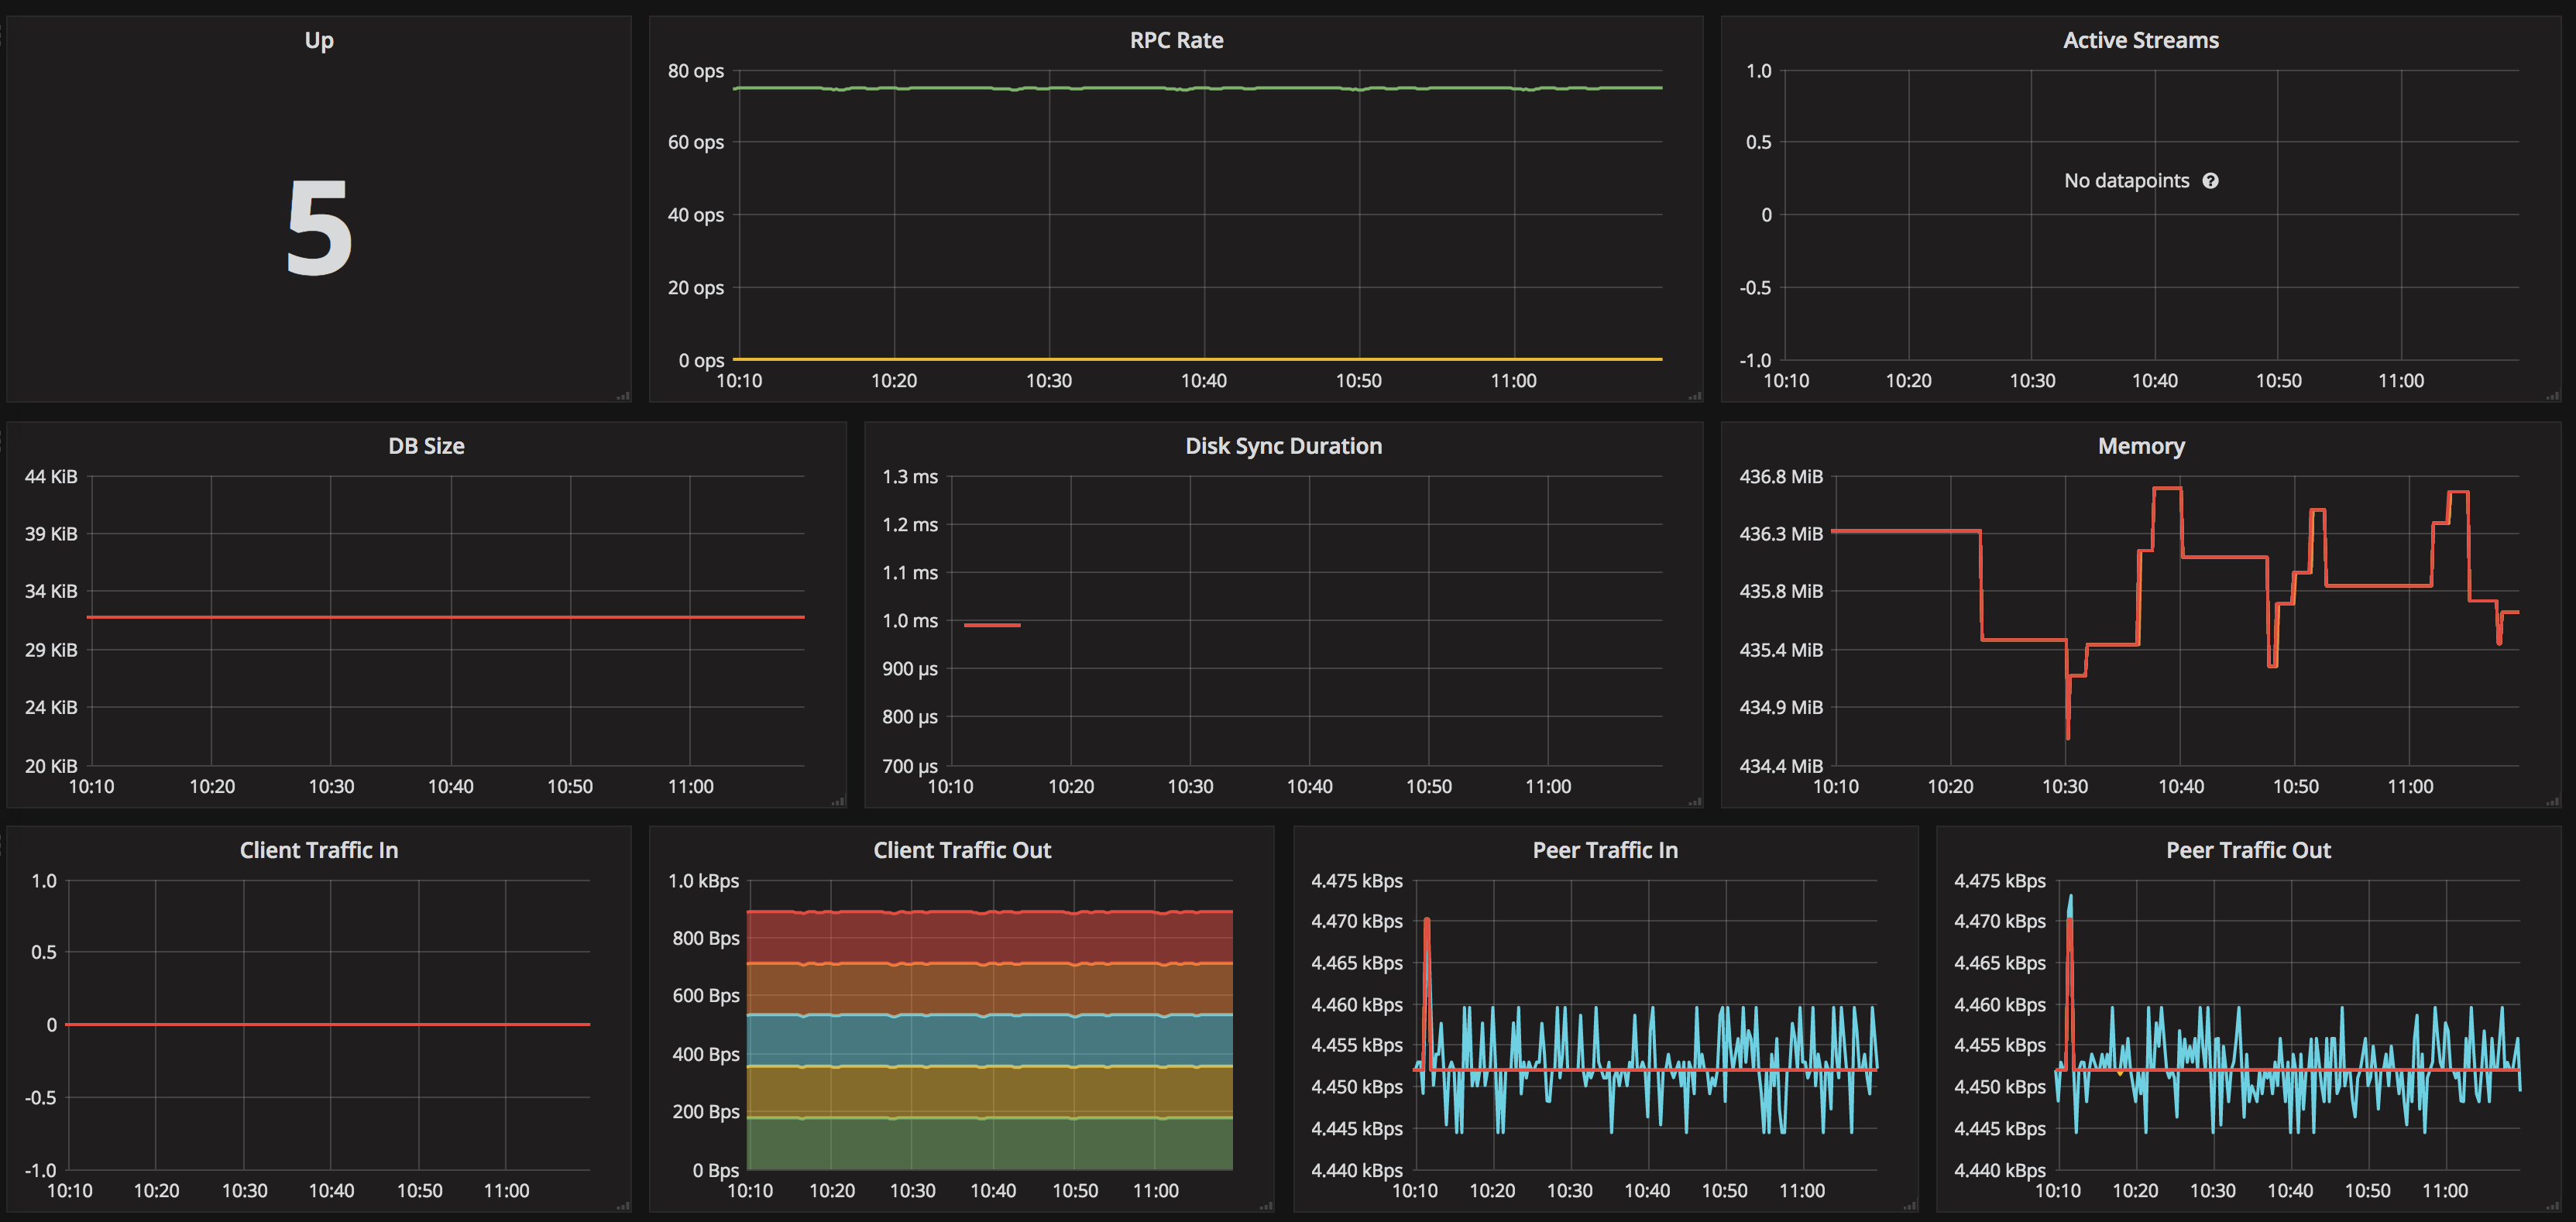 Up
5
RPC Rate
80 ops
60 ops
40 ops
20 ops
0 ops
10:10 10:20 10:30 10:40 10:50 11:00
Active Streams
1.0
0.5
0
-0.5
-1.0
No datapoints
10:10 10:20 10:30 10:40 10:50 11:00
DB Size
44 KiB
39 KiB
34 KiB
29 KiB
24 KiB
20 KiB
10:10 10:20 10:30 10:40 10:50 11:00
Disk Sync Duration
1.3 ms
1.2 ms
1.1 ms
1.0 ms
900 µs
800 µs
700 µs
10:10 10:20 10:30 10:40 10:50 11:00
Memory
436.8 MiB
436.3 MiB
435.8 MiB
435.4 MiB
434.9 MiB
434.4 MiB
10:10 10:20 10:30 10:40 10:50 11:00
Client Traffic In
1.0
0.5
0
-0.5
-1.0
10:10 10:20 10:30 10:40 10:50 11:00
Client Traffic Out
1.0 kBps
800 Bps
600 Bps
400 Bps
200 Bps
0 Bps
10:10 10:20 10:30 10:40 10:50 11:00
Peer Traffic In
4.475 kBps
4.470 kBps
4.465 kBps
4.460 kBps
4.455 kBps
4.450 kBps
4.445 kBps
4.440 kBps
10:10 10:20 10:30 10:40 10:50 11:00
Peer Traffic Out
4.475 kBps
4.470 kBps
4.465 kBps
4.460 kBps
4.455 kBps
4.450 kBps
4.445 kBps
4.440 kBps
10:10 10:20 10:30 10:40 10:50 11:00